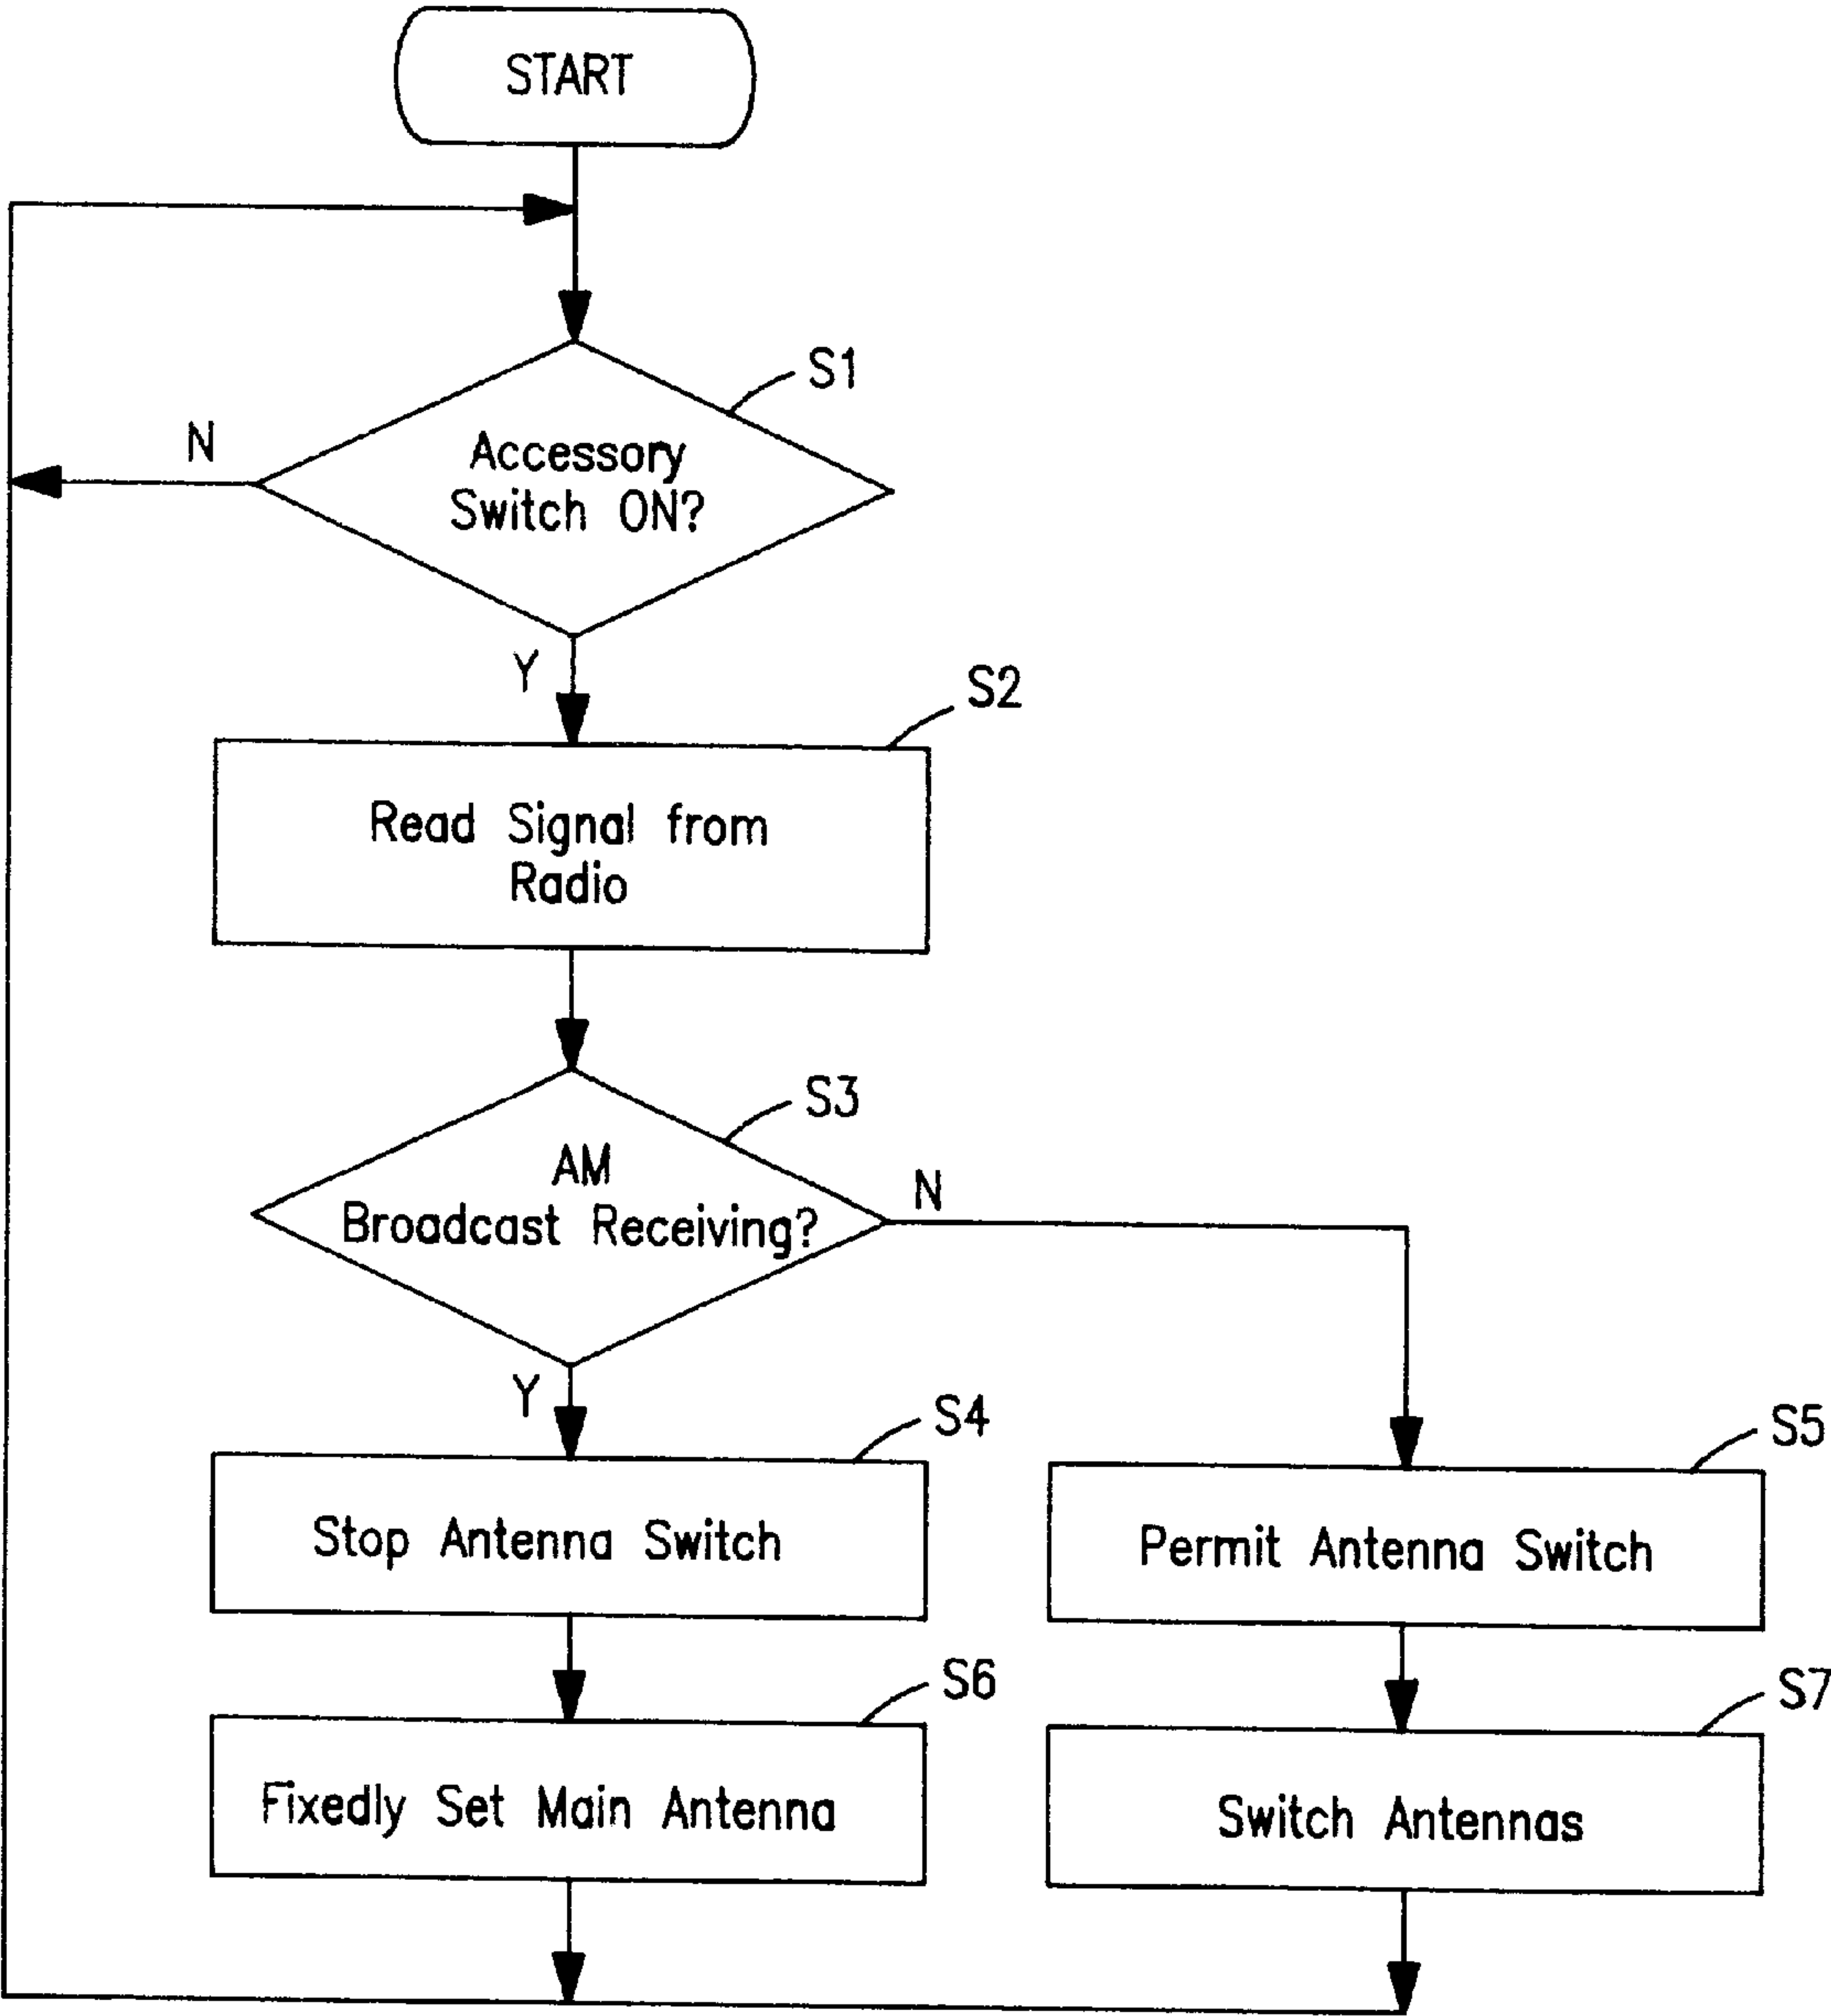 START
S1
N
Accessory
Switch ON?
Y
S2
Read Signal from
Radio
S3
AM
Broadcast Receiving?
N
Y
S4
S5
Stop Antenna Switch
Permit Antenna Switch
S6
S7
Fixedly Set Main Antenna
Switch Antennas